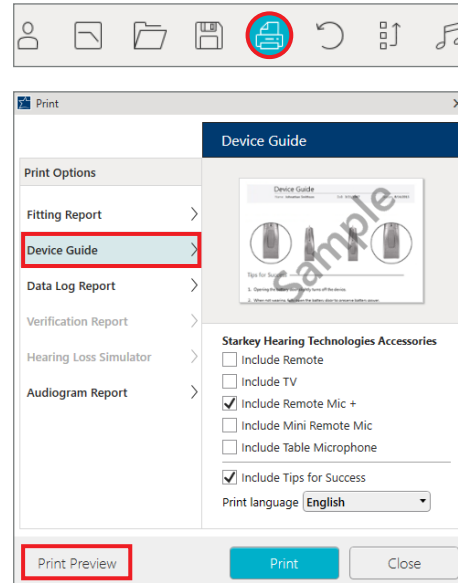 Print
Device Guide
Print Options
Fitting Report
Device Guide
Data Log Report
Verification Report
Hearing Loss Simulator
Audiogram Report
Device Guide
Sample
Tips for Success
Starkey Hearing Technologies Accessories
Include Remote
Include TV
Include Remote Mic +
Include Mini Remote Mic
Include Table Microphone
Include Tips for Success
Print language English
Print Preview
Print
Close